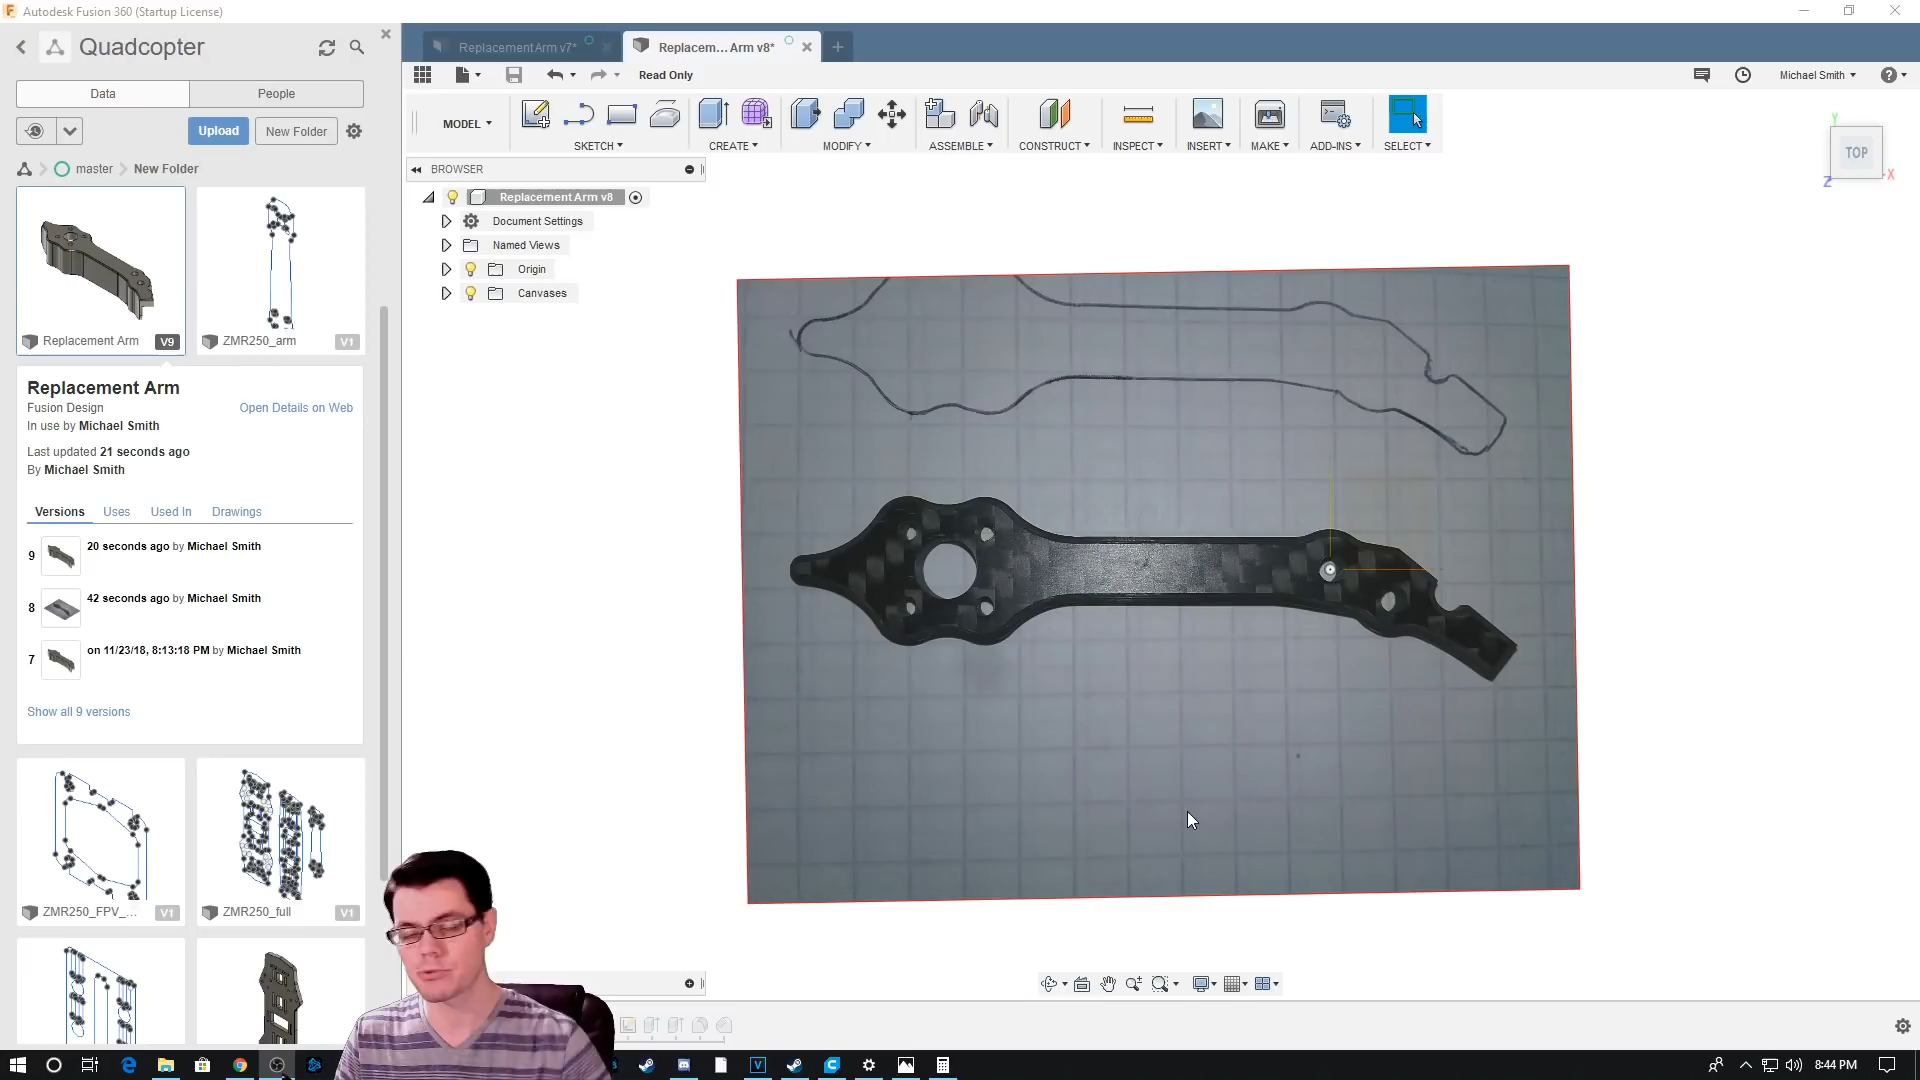 Autodesk Fusion 360 (Startup License)
Quadcopter
Data
People
Upload
New Folder
master
New Folder
Replacement Arm
V9
ZMR250_arm
V1
Replacement Arm
Fusion Design
Open Details on Web
In use by Michael Smith
Last updated 21 seconds ago
By Michael Smith
Versions
Uses
Used In
Drawings
9
20 seconds ago by Michael Smith
8
42 seconds ago by Michael Smith
7
on 11/23/18, 8:13:18 PM by Michael Smith
Show all 9 versions
ZMR250_FPV_...
V1
ZMR250_full
V1
Replacement Arm v7*
Replacem... Arm v8*
Read Only
Michael Smith
MODEL
SKETCH
CREATE
MODIFY
ASSEMBLE
CONSTRUCT
INSPECT
INSERT
MAKE
ADD-INS
SELECT
BROWSER
Replacement Arm v8
Document Settings
Named Views
Origin
Canvases
Y
TOP
X
Z
8:44 PM